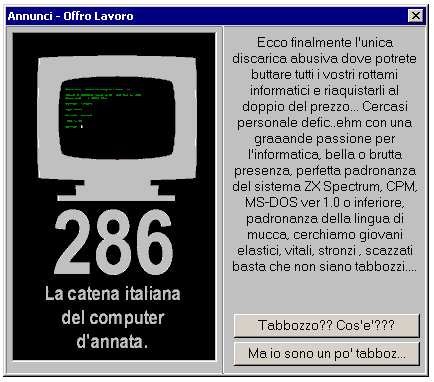 Annunci - Offro Lavoro
286
La catena italiana
del computer
d'annata.
Ecco finalmente l'unica
discarica abusiva dove potrete
buttare tutti i vostri rottami
informatici e riaquistarli al
doppio del prezzo... Cercasi
personale defic..ehm con una
graaande passione per
l'informatica, bella o brutta
presenza, perfetta padronanza
del sistema ZX Spectrum, CPM,
MS-DOS ver 1.0 o inferiore,
padronanza della lingua di
mucca, cerchiamo giovani
elastici, vitali, stronzi , scazzati
basta che non siano tabbozzi....
Tabbozzo?? Cos'e'???
Ma io sono un po' tabboz...